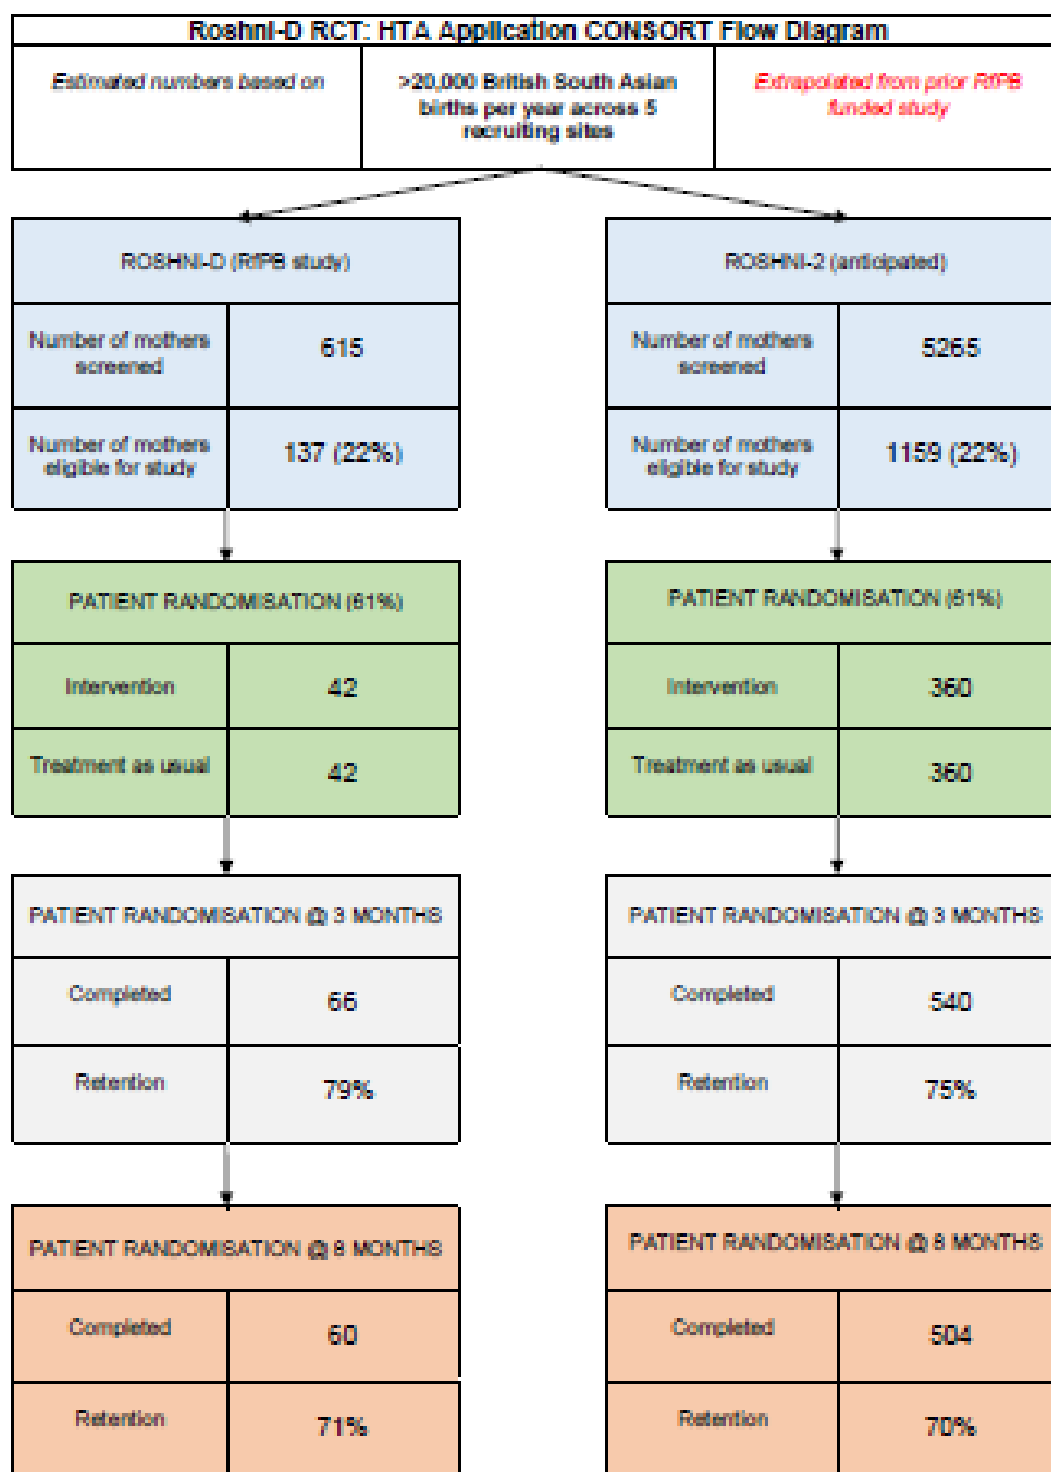 Roshni-D RCT: HTA Application CONSORT Flow Diagram
Estimated numbers based on
>20,000 British South Asian
births per year across 5
recruiting sites
Extrapolated from prior RfPB
funded study
ROSHNI-D (RfPB study)
Number of mothers
screened
615
Number of mothers
eligible for study
137 (22%)
PATIENT RANDOMISATION (61%)
Intervention
42
Treatment as usual
42
PATIENT RANDOMISATION @ 3 MONTHS
Completed
66
Retention
79%
PATIENT RANDOMISATION @ 8 MONTHS
Completed
60
Retention
71%
ROSHNI-2 (anticipated)
Number of mothers
screened
5265
Number of mothers
eligible for study
1159 (22%)
PATIENT RANDOMISATION (61%)
Intervention
360
Treatment as usual
360
PATIENT RANDOMISATION @ 3 MONTHS
Completed
540
Retention
75%
PATIENT RANDOMISATION @ 8 MONTHS
Completed
504
Retention
70%